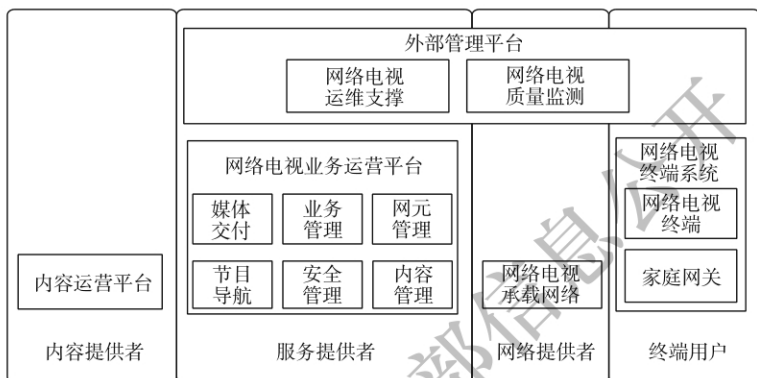 外部管理平台
网络电视
运维支撑
网络电视
质量监测
网络电视业务运营平台
媒体
交付
业务
管理
网元
管理
节目
导航
安全
管理
内容
管理
网络电视
终端系统
网络电视
终端
家庭网关
内容运营平台
网络电视
承载网络
内容提供者
服务提供者
网络提供者
终端用户
部信息公开